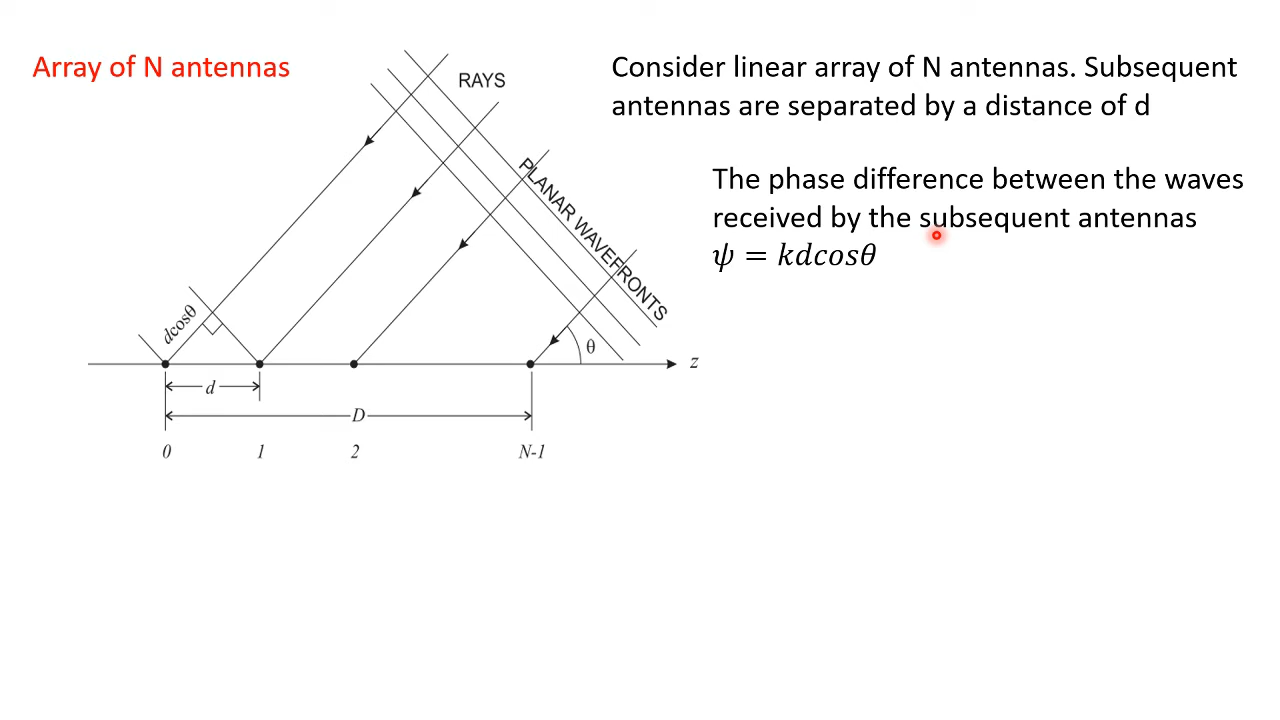 Array of N antennas
Consider linear array of N antennas. Subsequent
antennas are separated by a distance of d
The phase difference between the waves
received by the subsequent antennas
ψ = kdcosθ
RAYS
PLANAR WAVEFRONTS
dcosθ
θ
z
d
D
0 1 2 N-1